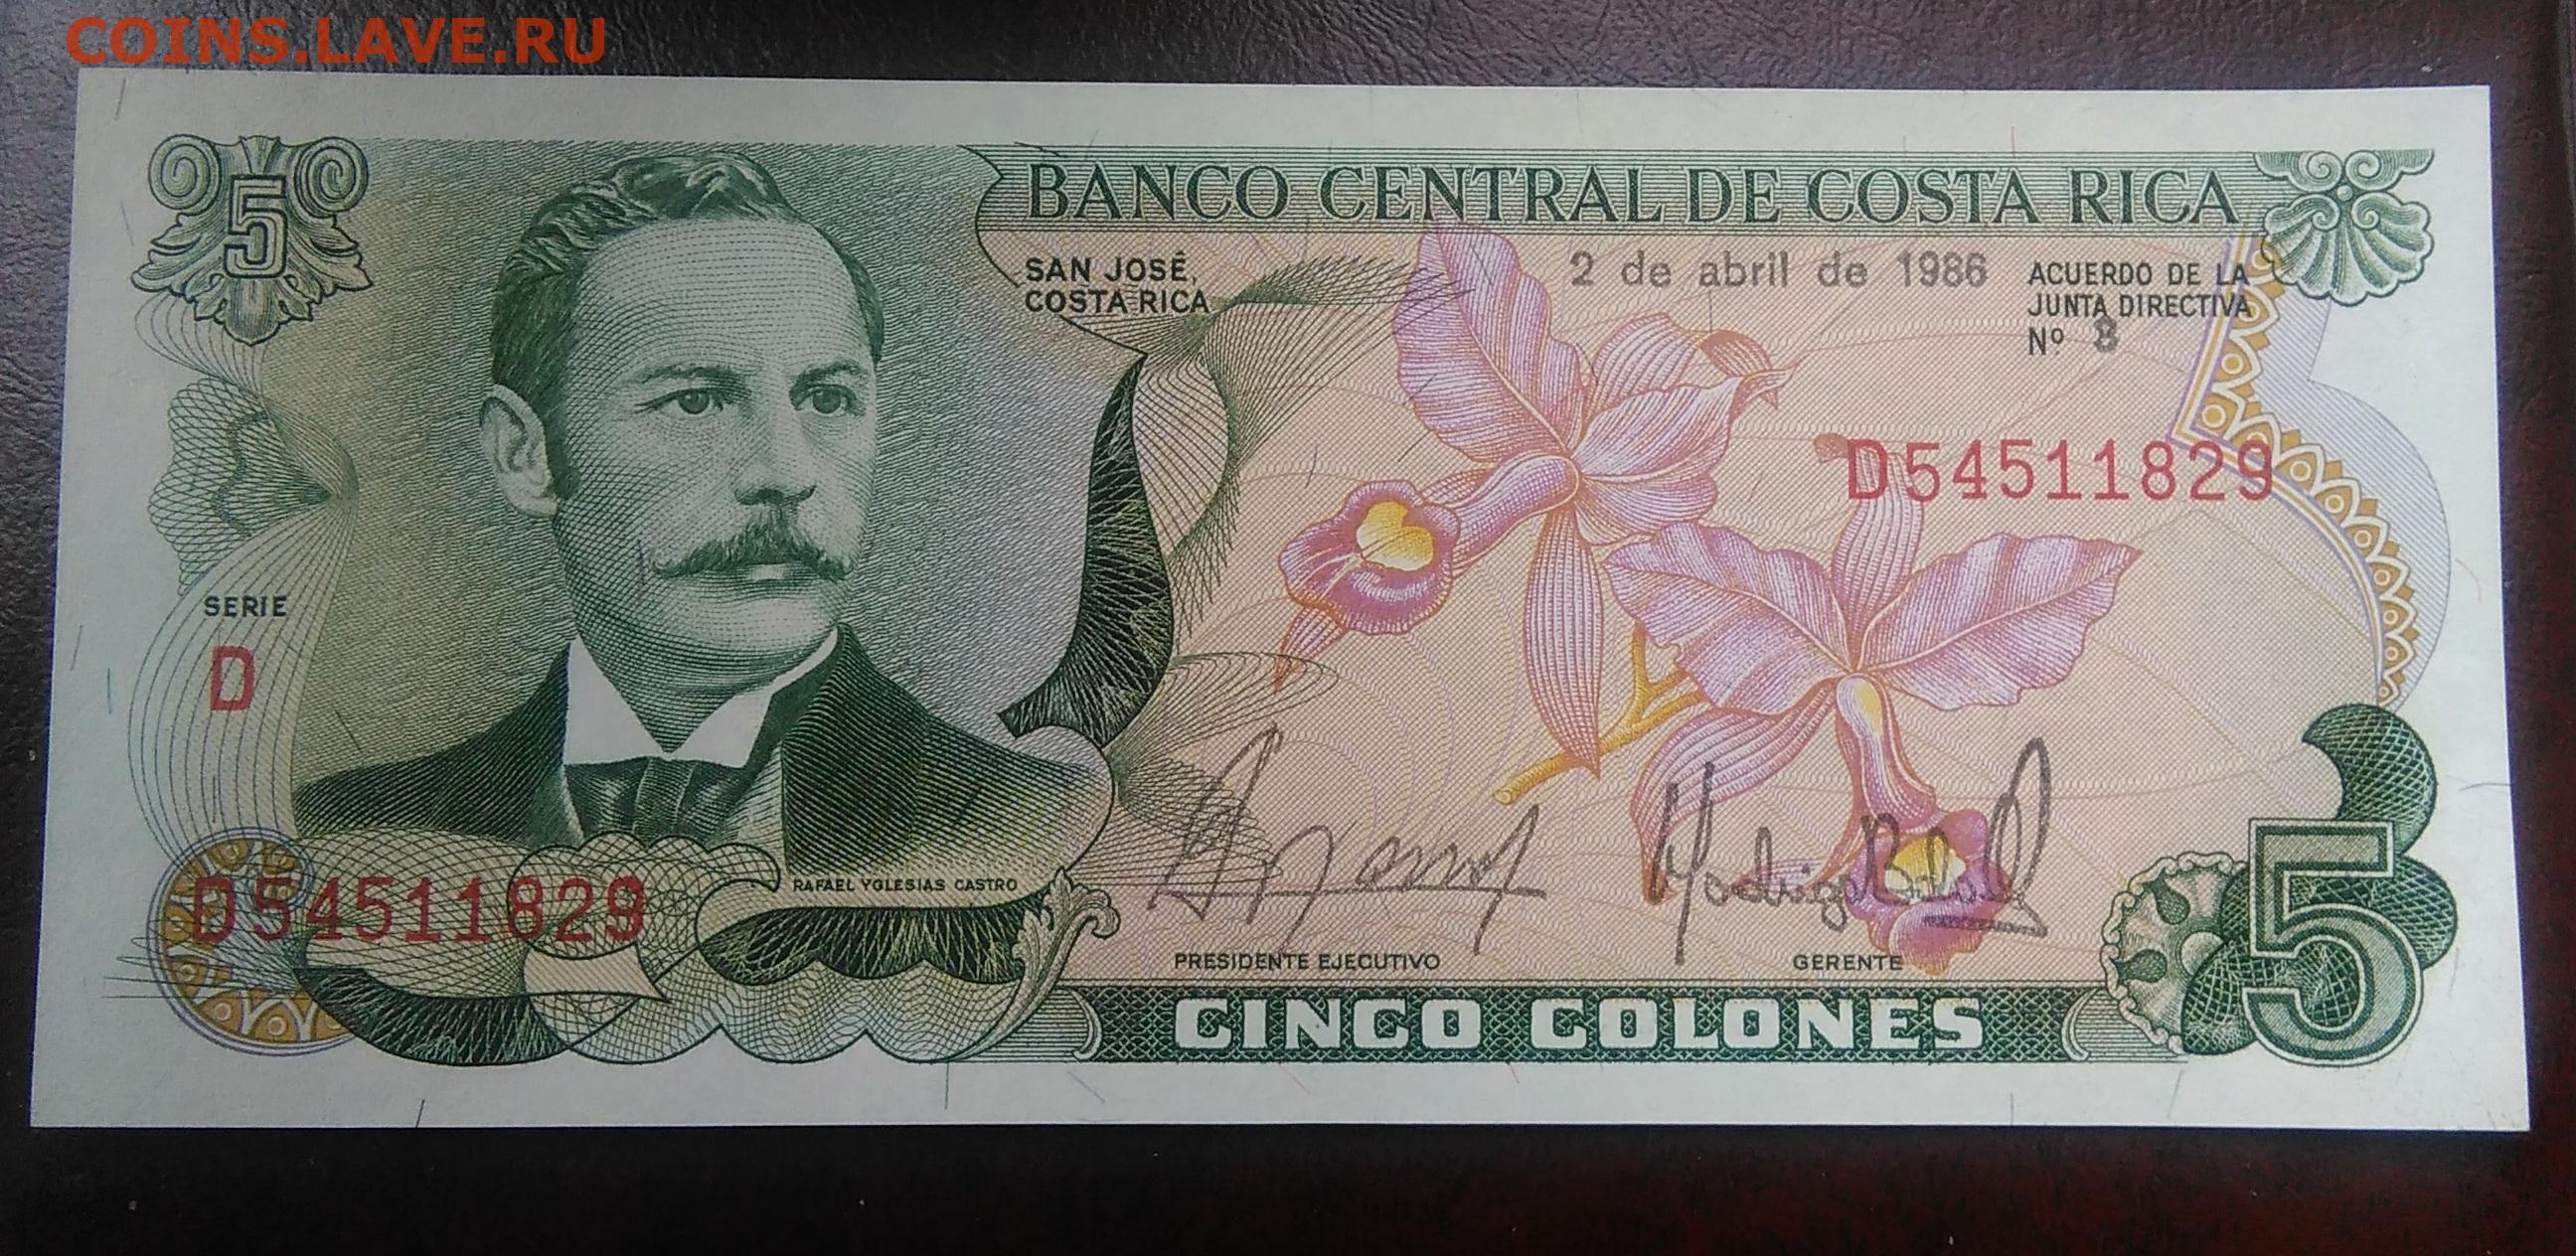 COINS.LAVE.RU
5
BANCO CENTRAL DE COSTA RICA
SAN JOSÉ,
COSTA RICA
2 de abril de 1986
ACUERDO DE LA
JUNTA DIRECTIVA
Nº 8
D54511829
SERIE
D
D54511829
RAFAEL YGLESIAS CASTRO
PRESIDENTE EJECUTIVO
GERENTE
CINCO COLONES
5